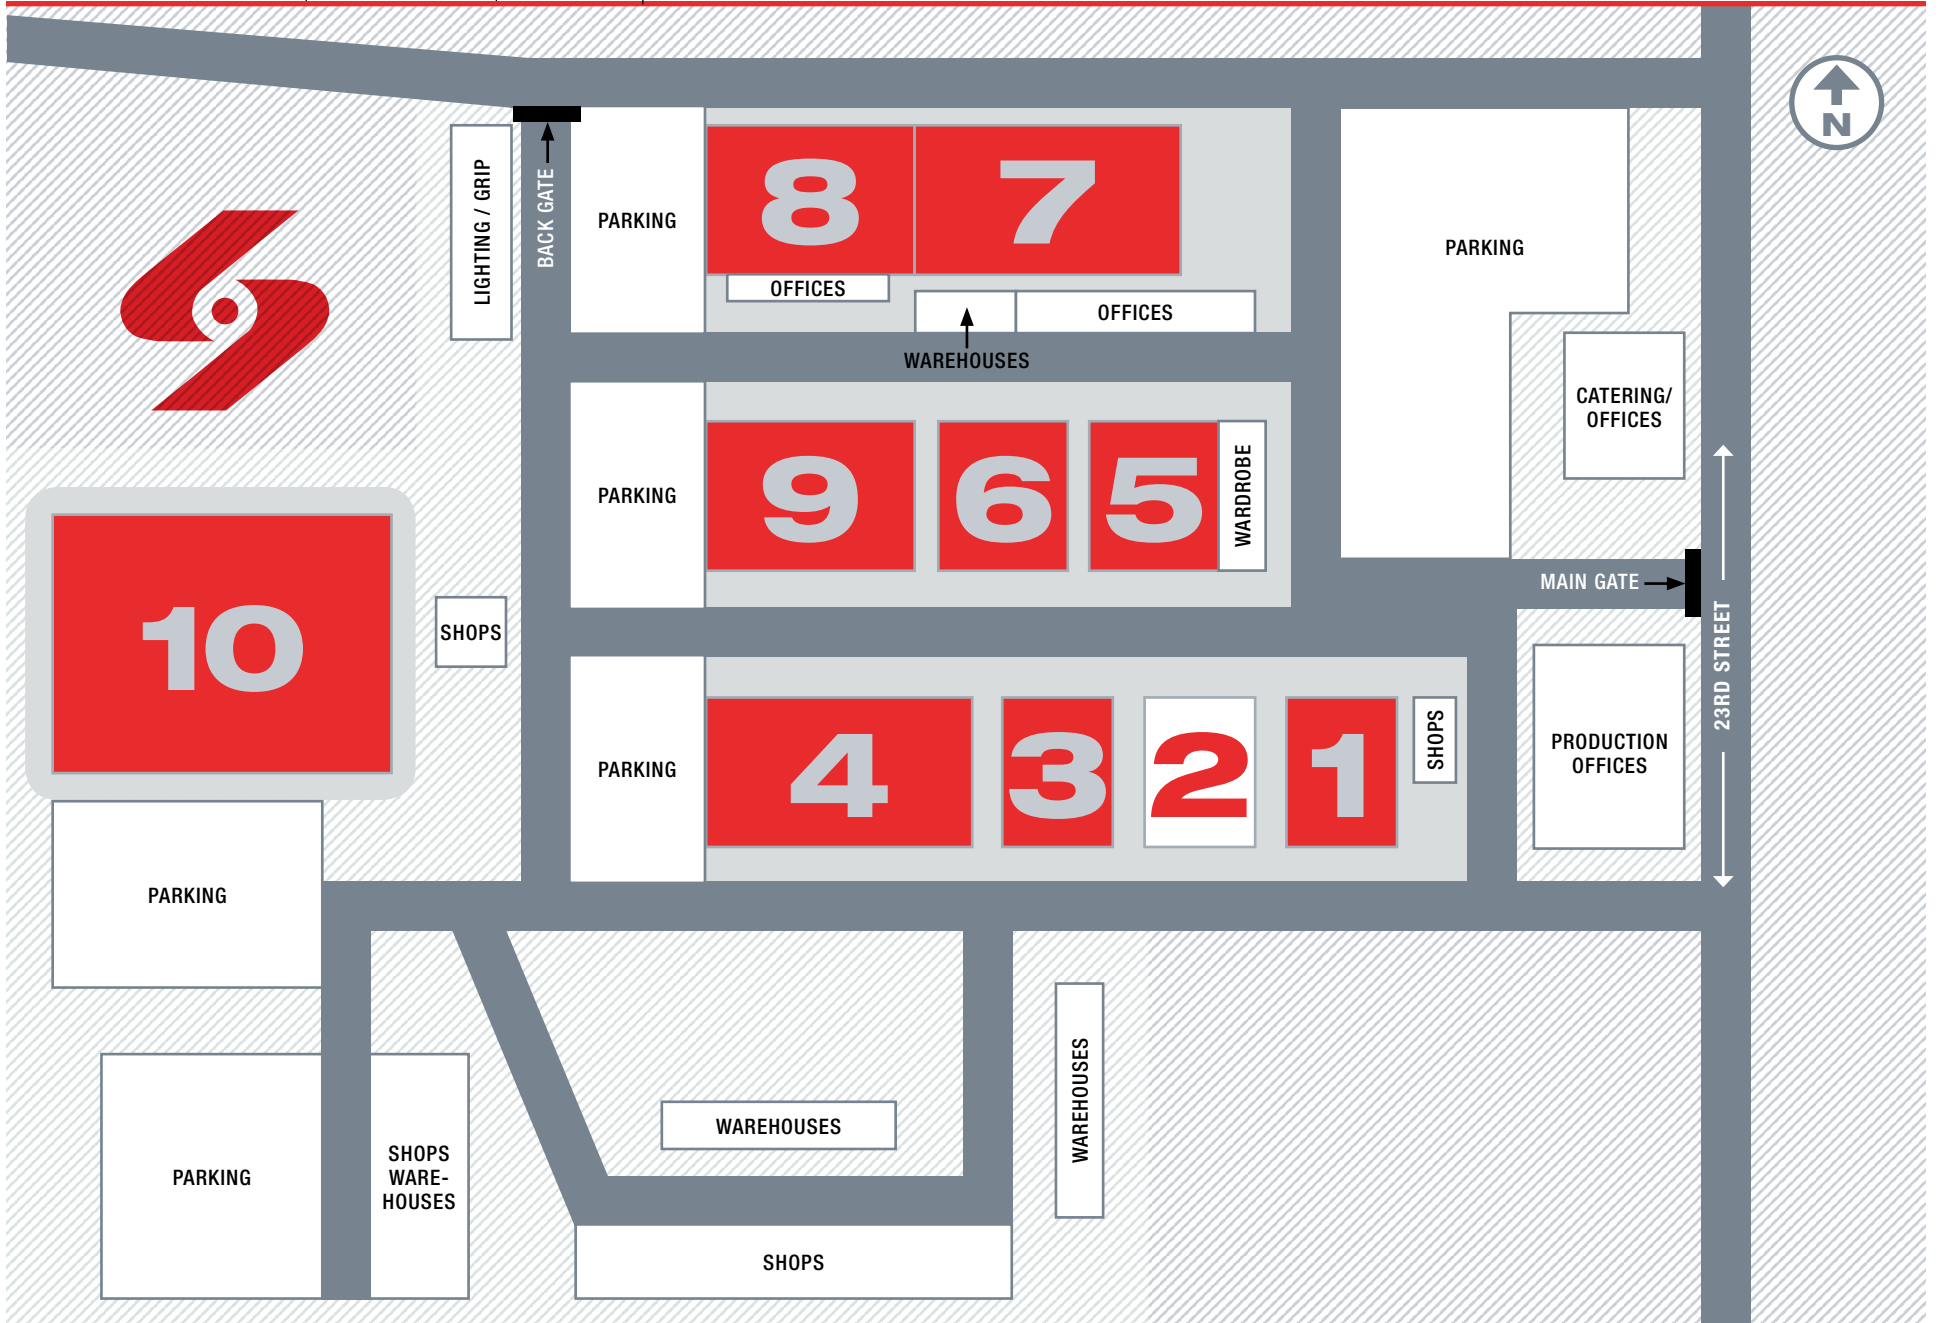 N
LIGHTING / GRIP
BACK GATE
PARKING
8
7
OFFICES
OFFICES
WAREHOUSES
PARKING
CATERING/
OFFICES
PARKING
9
6
5
WARDROBE
MAIN GATE
23RD STREET
10
SHOPS
PARKING
4
3
2
1
SHOPS
PRODUCTION
OFFICES
PARKING
WAREHOUSES
WAREHOUSES
PARKING
SHOPS
WARE-
HOUSES
SHOPS